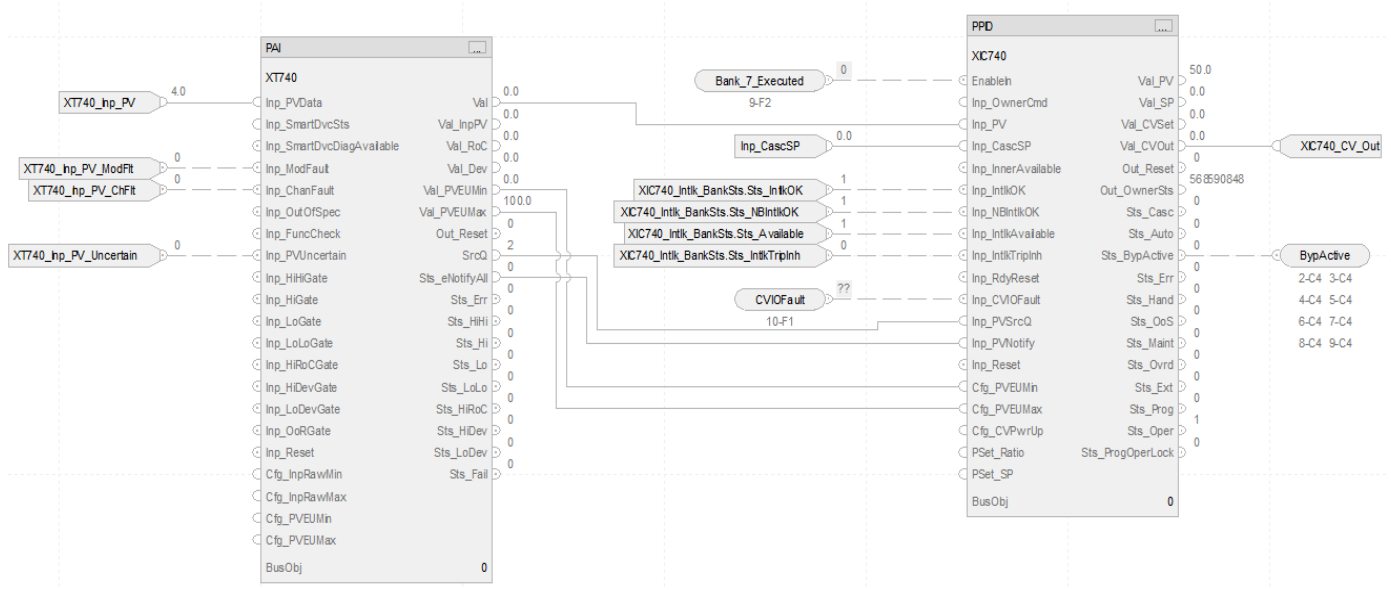 PAI
...
XT740
XT740_Inp_PV
4.0
Inp_PVData
Val
0.0
Inp_SmartDvcSts
Val_InpPV
0.0
Inp_SmartDvcDiagAvailable
Val_RoC
0.0
XT740_Inp_PV_ModFlt
0
Inp_ModFault
Val_Dev
0.0
XT740_Inp_PV_ChFlt
0
Inp_ChanFault
Val_PVEUMin
0.0
Inp_OutOfSpec
Val_PVEUMax
100.0
Inp_FuncCheck
Out_Reset
0
XT740_Inp_PV_Uncertain
0
Inp_PVUncertain
SrcQ
2
Inp_HiHiGate
Sts_eNotifyAll
0
Inp_HiGate
Sts_Err
0
Inp_LoGate
Sts_HiHi
0
Inp_LoLoGate
Sts_Hi
0
Inp_HiRoCGate
Sts_Lo
0
Inp_HiDevGate
Sts_LoLo
0
Inp_LoDevGate
Sts_HiRoC
0
Inp_OoRGate
Sts_HiDev
0
Inp_Reset
Sts_LoDev
0
Cfg_InpRawMin
Sts_Fail
0
Cfg_InpRawMax
Cfg_PVEUMin
Cfg_PVEUMax
BusObj
0
PPID
...
XIC740
Bank_7_Executed
0
9-F2
EnableIn
Val_PV
50.0
Inp_OwnerCmd
Val_SP
0.0
Inp_PV
Val_CVSet
0.0
Inp_CascSP
0.0
Inp_CascSP
Val_CVOut
0.0
XIC740_CV_Out
Inp_InnerAvailable
Out_Reset
0
XIC740_Intlk_BankSts.Sts_IntlkOK
1
Inp_IntlkOK
Out_OwnerSts
568590848
XIC740_Intlk_BankSts.Sts_NBIntlkOK
1
Inp_NBIntlkOK
Sts_Casc
0
XIC740_Intlk_BankSts.Sts_Available
1
Inp_IntlkAvailable
Sts_Auto
0
XIC740_Intlk_BankSts.Sts_IntlkTripInh
0
Inp_IntlkTripInh
Sts_BypActive
0
BypActive
2-C4 3-C4
4-C4 5-C4
6-C4 7-C4
8-C4 9-C4
Inp_RdyReset
Sts_Err
0
CVIOFault
??
10-F1
Inp_CVIOFault
Sts_Hand
0
Inp_PVSrcQ
Sts_OoS
0
Inp_PVNotify
Sts_Maint
0
Inp_Reset
Sts_Ovrd
0
Cfg_PVEUMin
Sts_Ext
0
Cfg_PVEUMax
Sts_Prog
0
Cfg_CVPwrUp
Sts_Oper
1
PSet_Ratio
Sts_ProgOperLock
0
PSet_SP
BusObj
0